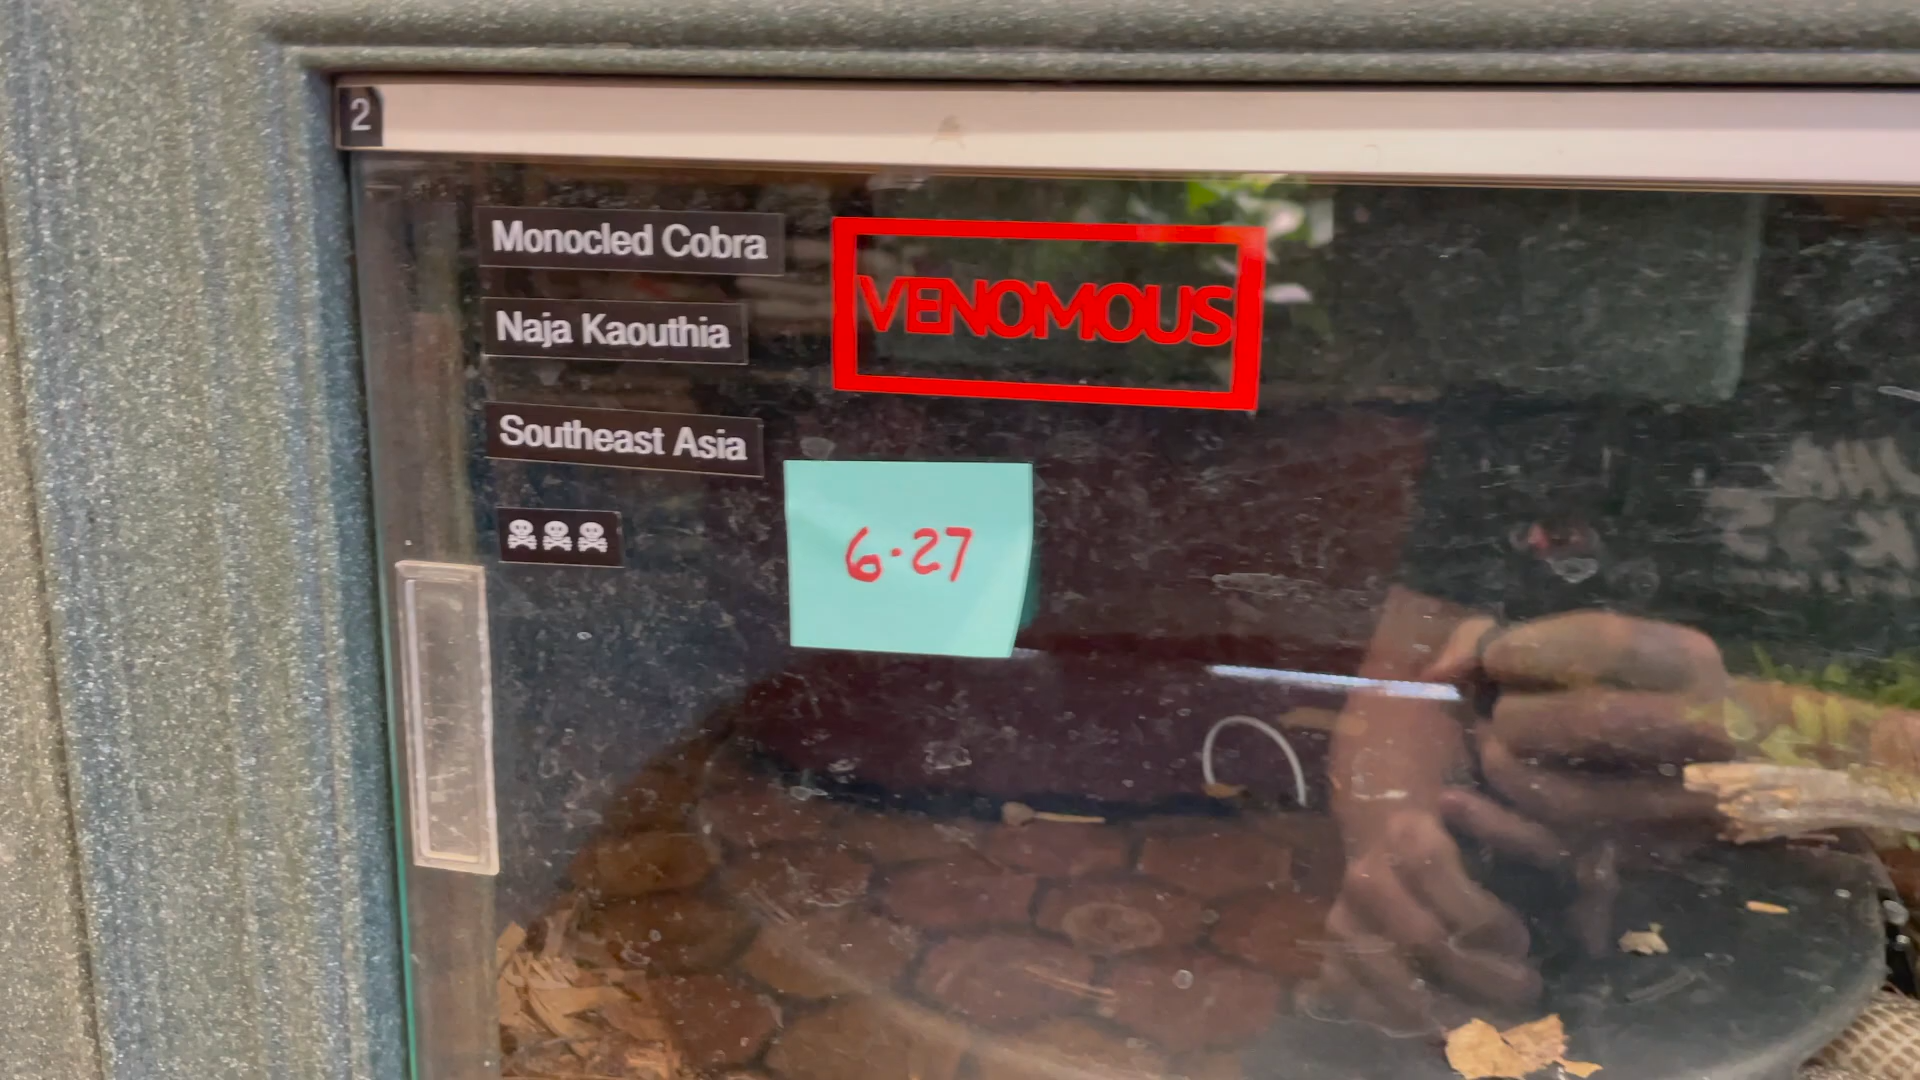 2
Monocled Cobra
Naja Kaouthia
Southeast Asia
VENOMOUS
6·27